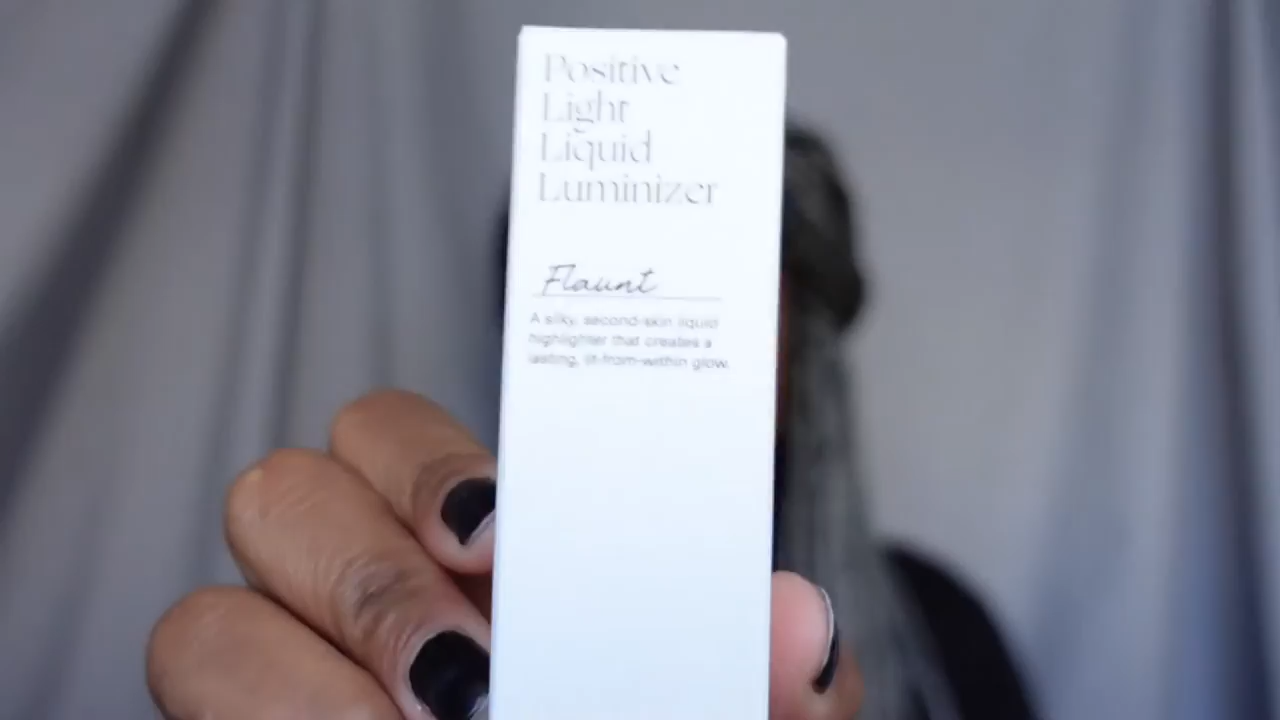 Positive
Light
Liquid
Luminizer
Flaunt
A silky, second-skin liquid
highlighter that creates a
lasting, lit-from-within glow.